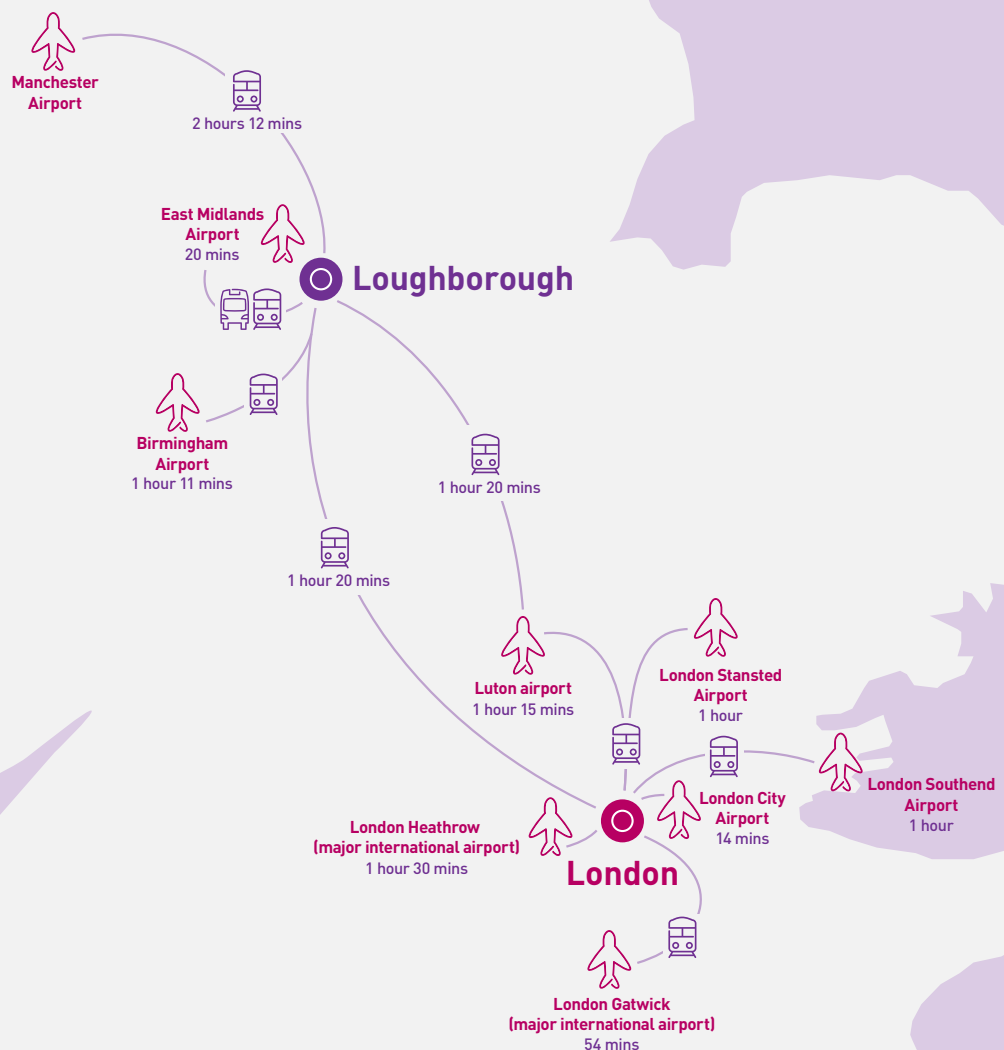 Manchester
Airport
2 hours 12 mins
East Midlands
Airport
20 mins
Loughborough
Birmingham
Airport
1 hour 11 mins
1 hour 20 mins
1 hour 20 mins
Luton airport
1 hour 15 mins
London Stansted
Airport
1 hour
London Southend
Airport
1 hour
London City
Airport
14 mins
London Heathrow
(major international airport)
1 hour 30 mins
London
London Gatwick
(major international airport)
54 mins